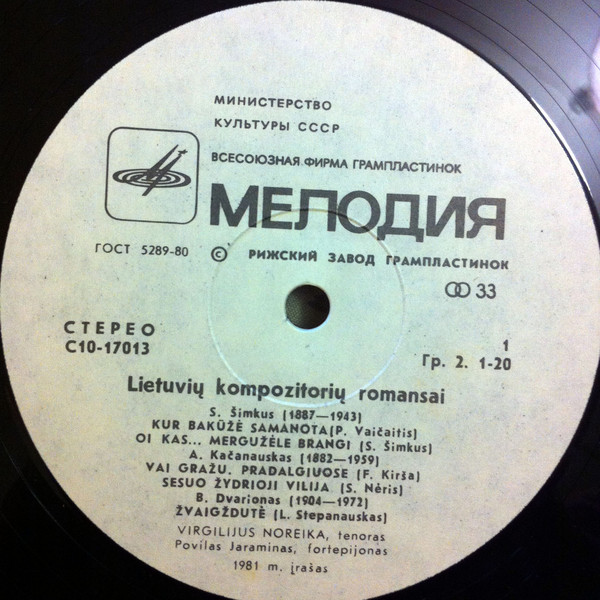 МИНИСТЕРСТВО
КУЛЬТУРЫ СССР
ВСЕСОЮЗНАЯ ФИРМА ГРАМПЛАСТИНОК
МЕЛОДИЯ
ГОСТ 5289-80 © РИЖСКИЙ ЗАВОД ГРАМПЛАСТИНОК
33
СТЕРЕО
С10-17013
1
Гр. 2. 1-20
Lietuvių kompozitorių romansai
S. Šimkus (1887—1943)
KUR BAKŪŽĖ SAMANOTA(P. Vaičaitis)
OI KAS... MERGUŽĖLE BRANGI (S. Šimkus)
A. Kačanauskas (1882—1959)
VAI GRAŽU, PRADALGIUOSE (F. Kirša)
SESUO ŽYDRIOJI VILIJA (S. Nėris)
B. Dvarionas (1904—1972)
ŽVAIGŽDUTĖ (L. Stepanauskas)
VIRGILIJUS NOREIKA, tenoras
Povilas Jaraminas, fortepijonas
1981 m. įrašas